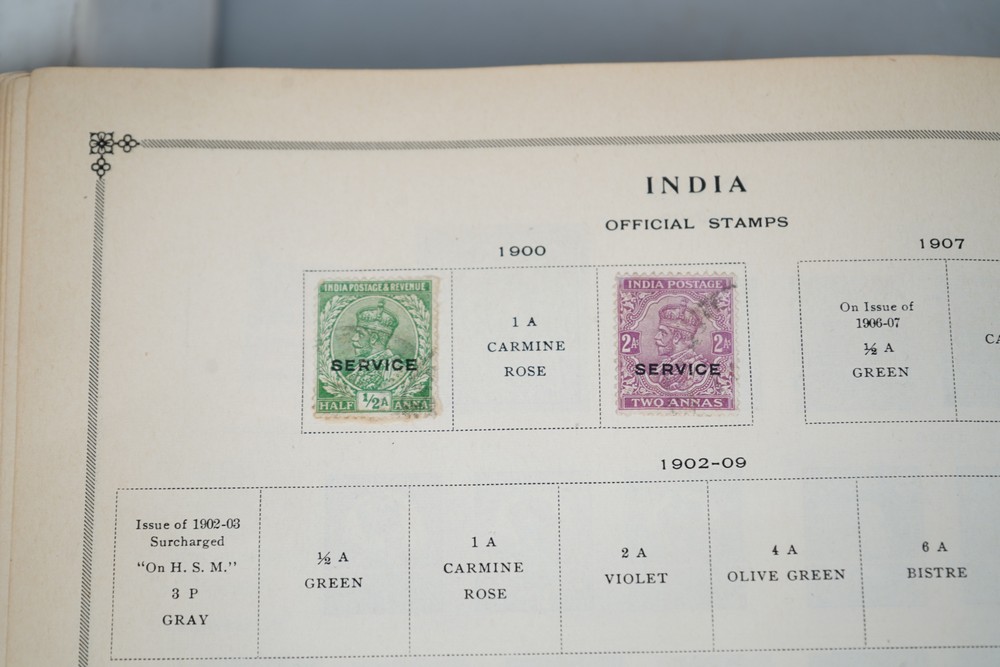 INDIA
OFFICIAL STAMPS
1900
INDIA POSTAGE & REVENUE
SERVICE
HALF ½A ANNA
1 A
CARMINE
ROSE
INDIA POSTAGE
2A 2A
SERVICE
TWO ANNAS
1907
On Issue of
1906-07
½ A
GREEN
1902-09
Issue of 1902-03
Surcharged
"On H. S. M."
3 P
GRAY
½ A
GREEN
1 A
CARMINE
ROSE
2 A
VIOLET
4 A
OLIVE GREEN
6 A
BISTRE